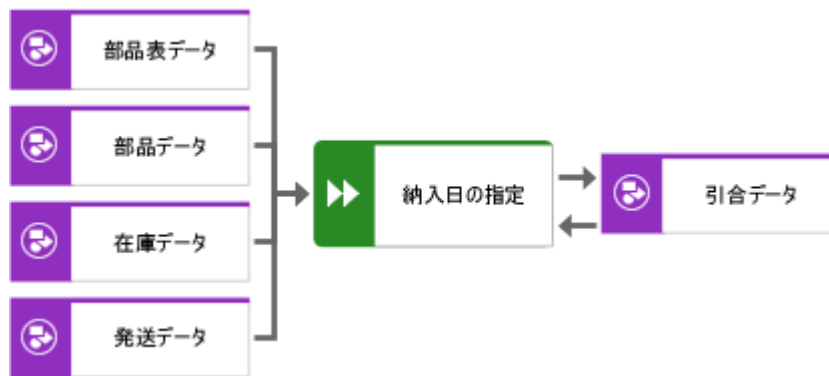 部品表データ
部品データ
在庫データ
発送データ
納入日の指定
引合データ